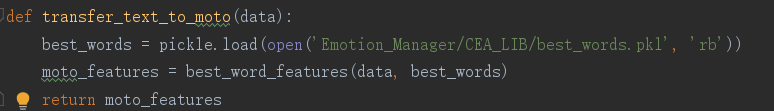 def transfer_text_to_moto(data):
    best_words = pickle.load(open('Emotion_Manager/CEA_LIB/best_words.pkl', 'rb'))
    moto_features = best_word_features(data, best_words)
    return moto_features